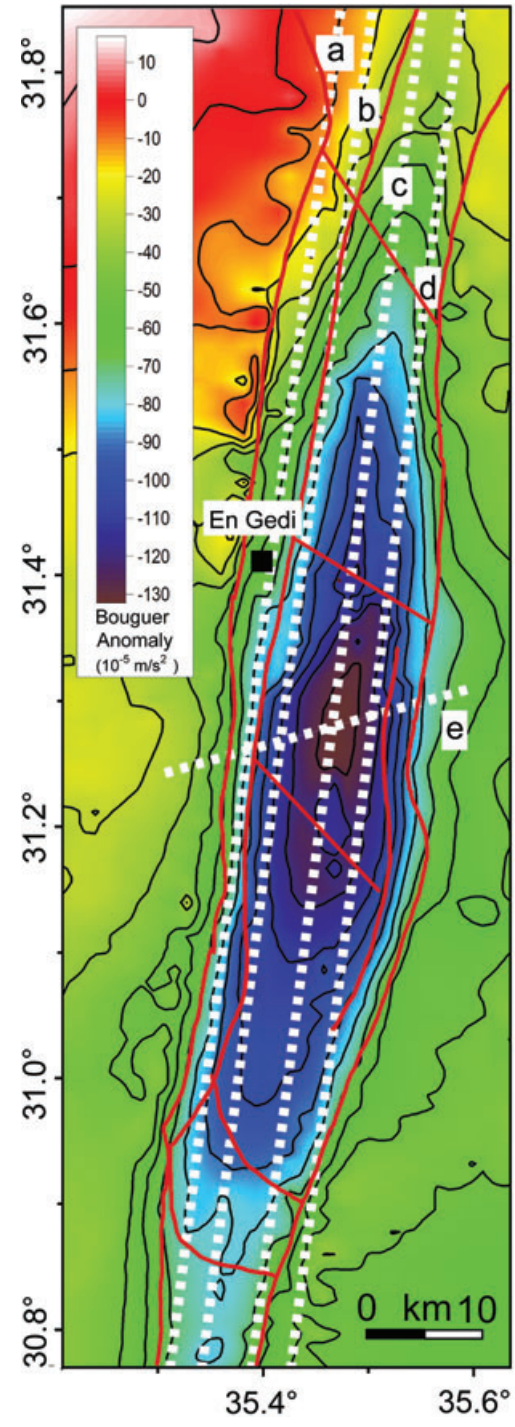 10
0
-10
-20
-30
-40
-50
-60
-70
-80
-90
-100
-110
-120
-130
Bouguer
Anomaly
(10⁻⁵ m/s²)
a
b
c
d
e
En Gedi
31.8°
31.6°
31.4°
31.2°
31.0°
30.8°
0 km 10
35.4° 35.6°